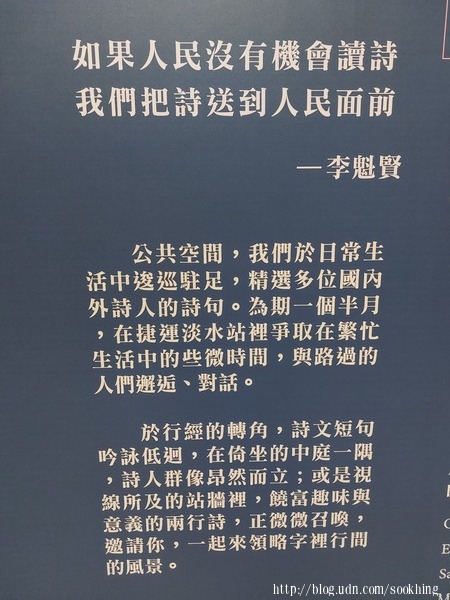 如果人民沒有機會讀詩
我們把詩送到人民面前
—李魁賢
公共空間，我們於日常生
活中逡巡駐足，精選多位國內
外詩人的詩句。為期一個半月
，在捷運淡水站裡爭取在繁忙
生活中的些微時間，與路過的
人們邂逅、對話。
於行經的轉角，詩文短句
吟詠低迴，在倚坐的中庭一隅
，詩人群像昂然而立；或是視
線所及的站牆裡，饒富趣味與
意義的兩行詩，正微微召喚，
邀請你，一起來領略字裡行間
的風景。
http://blog.udn.com/sookhing